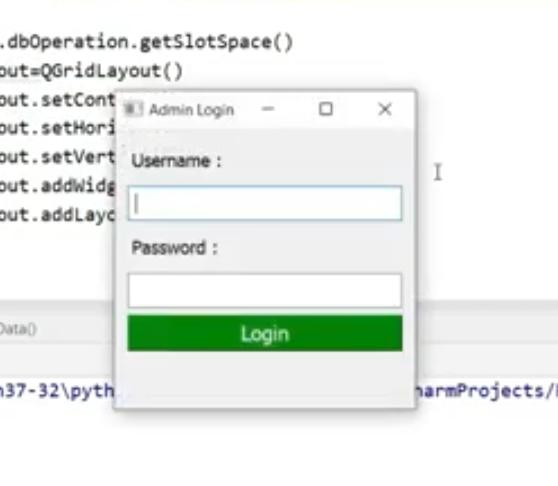 .dbOperation.getSlotSpace()
out=QGridLayout()
out.setCont
out.setHori
out.setVert
out.addWidg
out.addLayc
Admin Login
Username :
Password :
Login
Data()
n37-32\pyth
harmProjects/